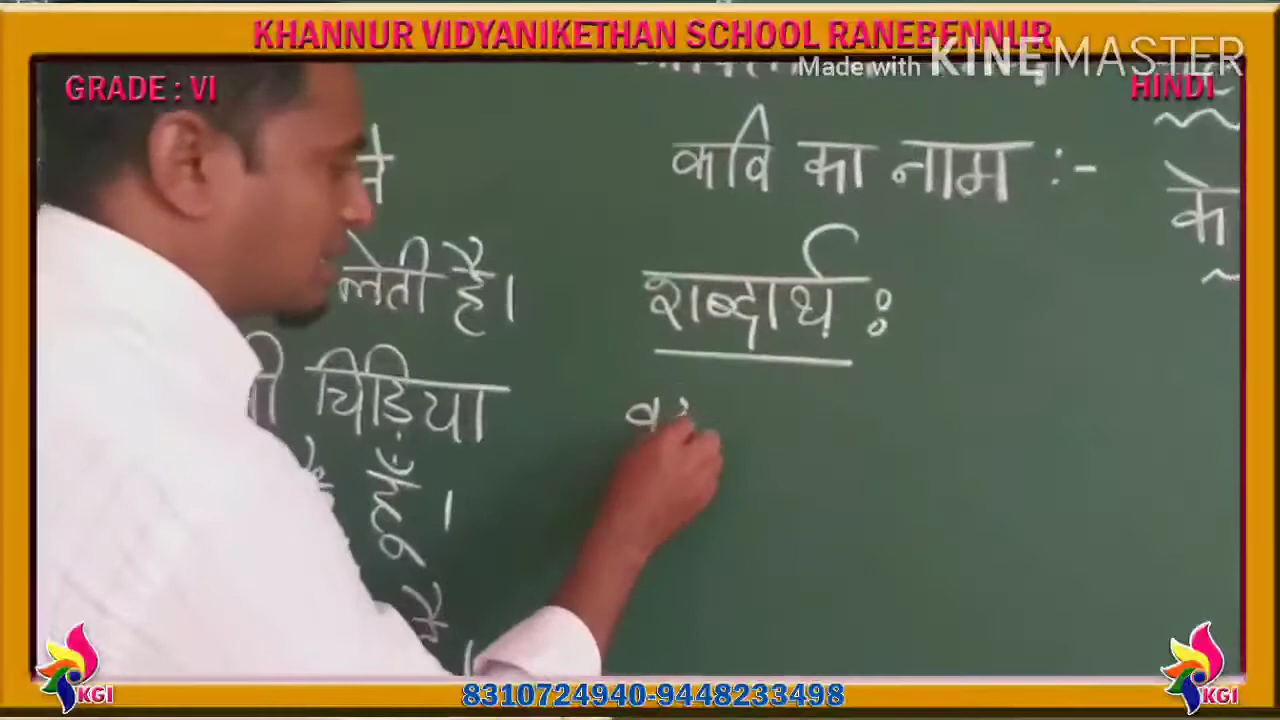 KHANNUR VIDYANIKETHAN SCHOOL RANEBENNUR
Made with KINEMASTER
GRADE : VI
HINDI
कवि का नाम :-
के
लेती है।
शब्दार्थ :
चिड़िया
हूँ।
8310724940-9448233498
KGI
KGI